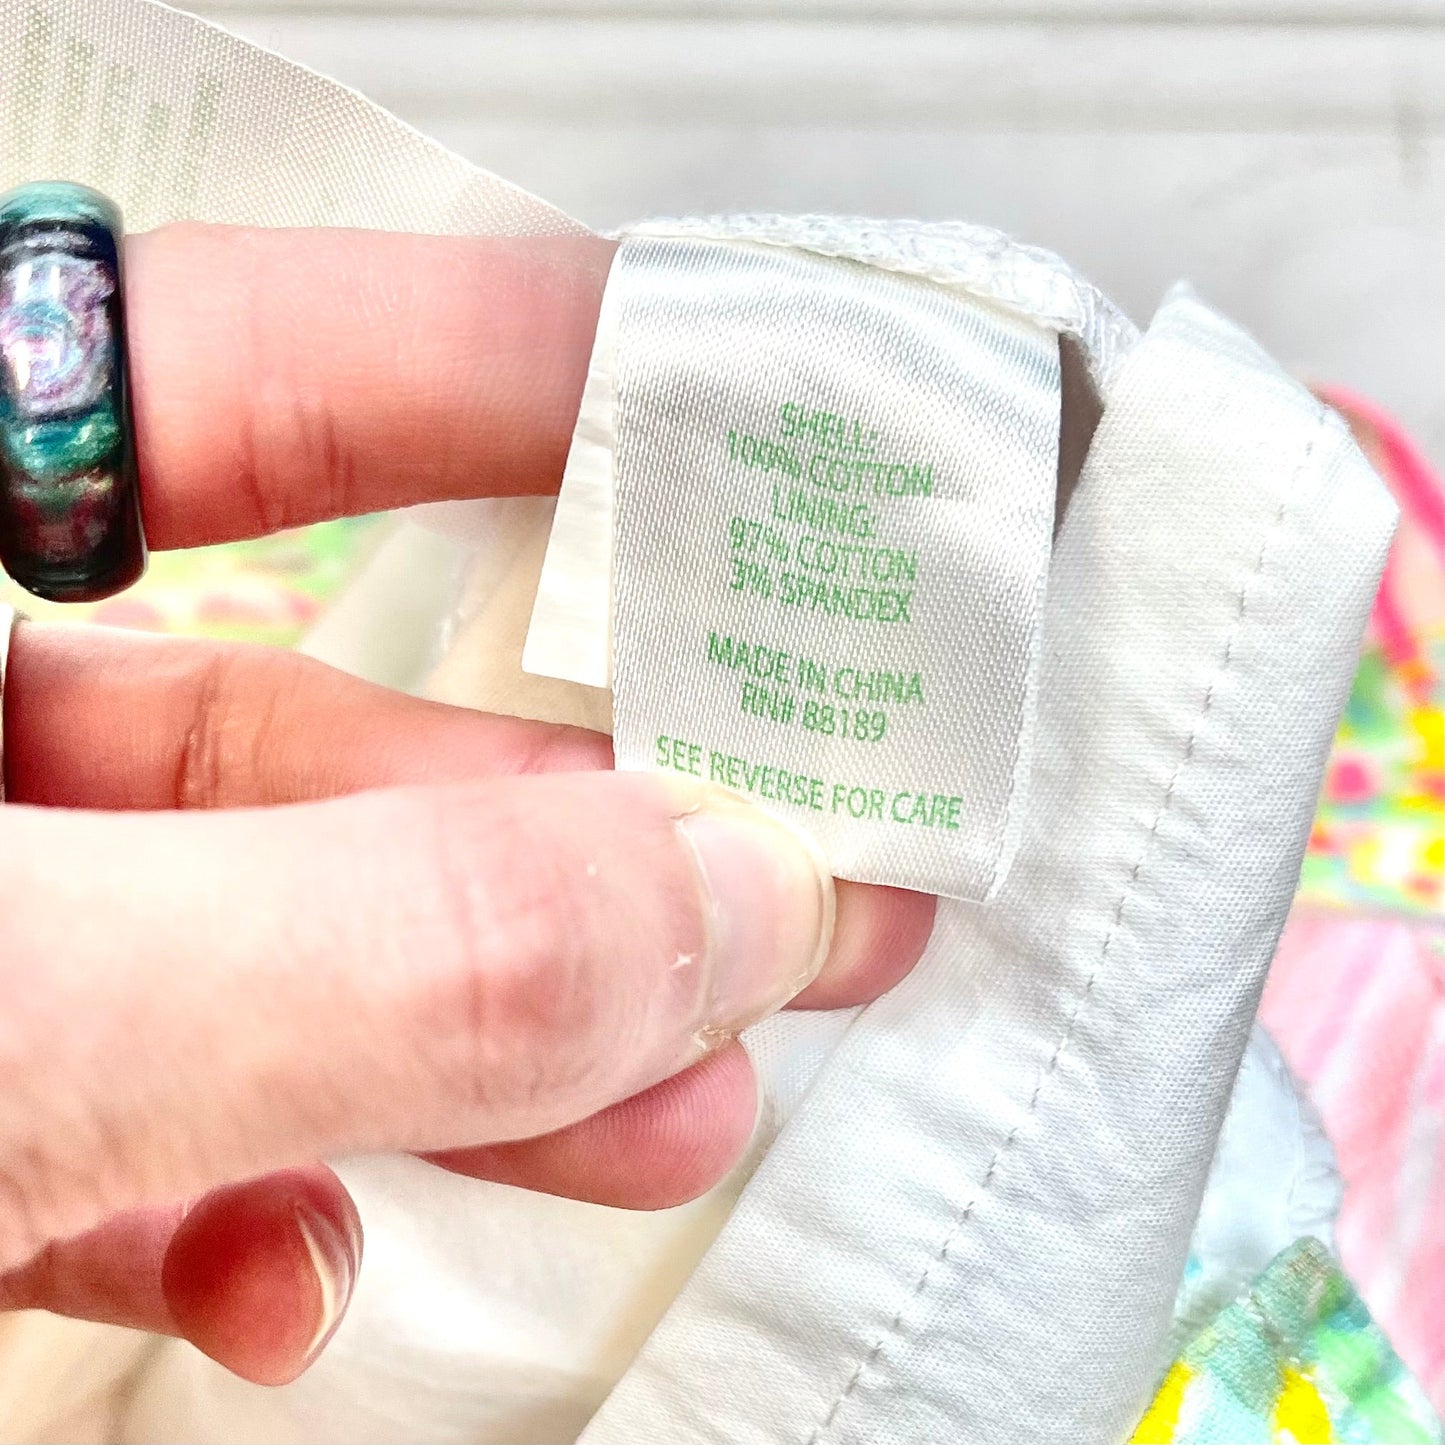 SHELL:
100% COTTON
LINING:
97% COTTON
3% SPANDEX
MADE IN CHINA
RN# 88189
SEE REVERSE FOR CARE